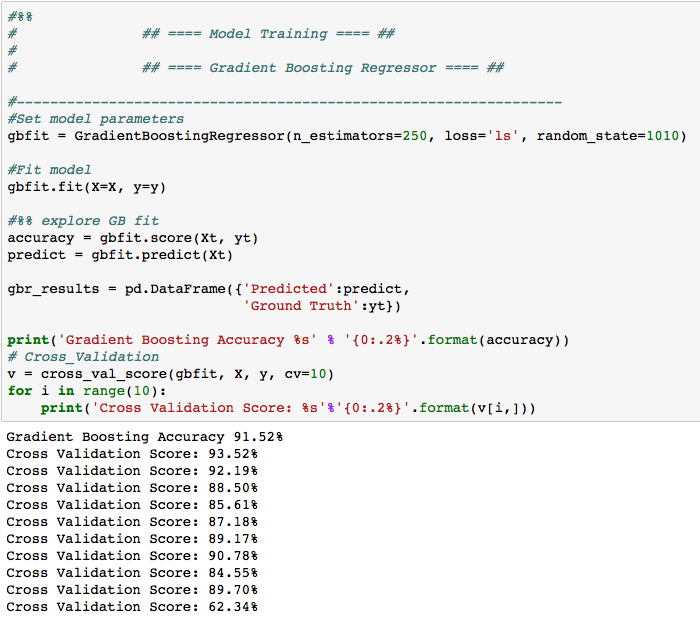 #%%
#               ## ==== Model Training ==== ##
#
#               ## ==== Gradient Boosting Regressor ==== ##
#-----------------------------------------------------------------
#Set model parameters
gbfit = GradientBoostingRegressor(n_estimators=250, loss='ls', random_state=1010)
#Fit model
gbfit.fit(X=X, y=y)
#%% explore GB fit
accuracy = gbfit.score(Xt, yt)
predict = gbfit.predict(Xt)
gbr_results = pd.DataFrame({'Predicted':predict,
                            'Ground Truth':yt})
print('Gradient Boosting Accuracy %s' % '{0:.2%}'.format(accuracy))
# Cross_Validation
v = cross_val_score(gbfit, X, y, cv=10)
for i in range(10):
    print('Cross Validation Score: %s'%'{0:.2%}'.format(v[i,]))
Gradient Boosting Accuracy 91.52%
Cross Validation Score: 93.52%
Cross Validation Score: 92.19%
Cross Validation Score: 88.50%
Cross Validation Score: 85.61%
Cross Validation Score: 87.18%
Cross Validation Score: 89.17%
Cross Validation Score: 90.78%
Cross Validation Score: 84.55%
Cross Validation Score: 89.70%
Cross Validation Score: 62.34%